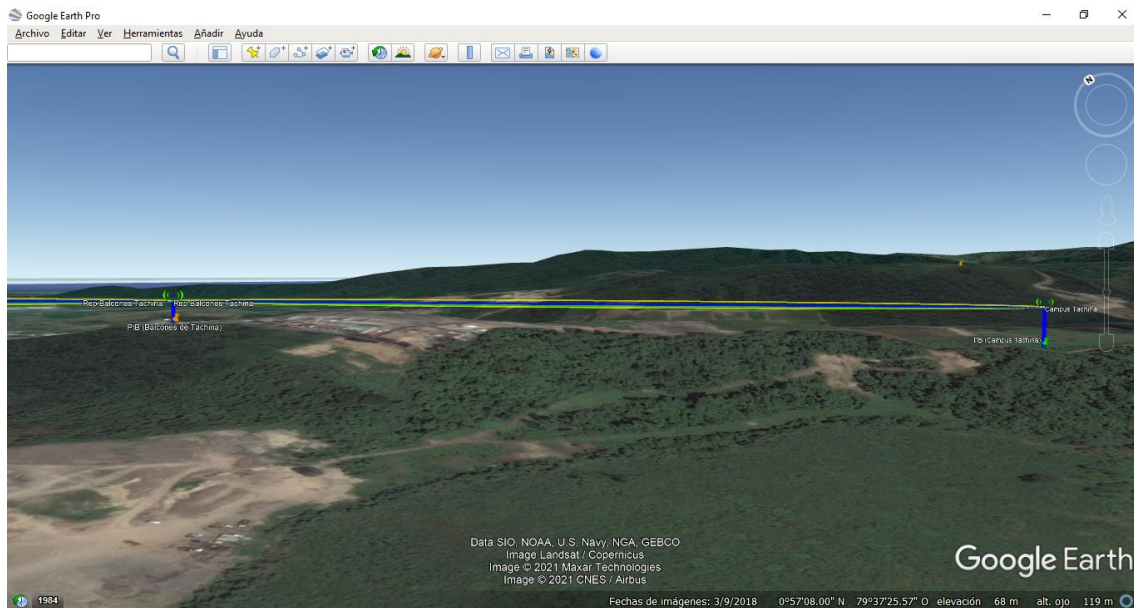 Google Earth Pro
Archivo Editar Ver Herramientas Añadir Ayuda
N
Rep Balcones Tachina Rep Balcones Tachina
PIB (Balcones de Tachina)
Campus Tachina
(Campus Tachina)
Data SIO, NOAA, U.S. Navy, NGA, GEBCO
Image Landsat / Copernicus
Image © 2021 Maxar Technologies
Image © 2021 CNES / Airbus
Google Earth
1984
Fechas de imágenes: 3/9/2018 0°57'08.00" N 79°37'25.57" O elevación 68 m alt. ojo 119 m